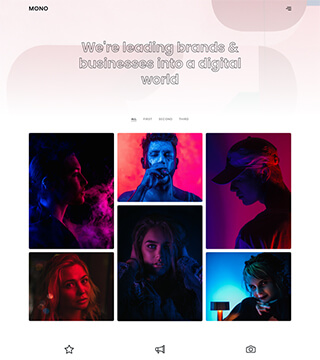 MONO
We're leading brands &
businesses into a digital
world
ALL FIRST SECOND THIRD